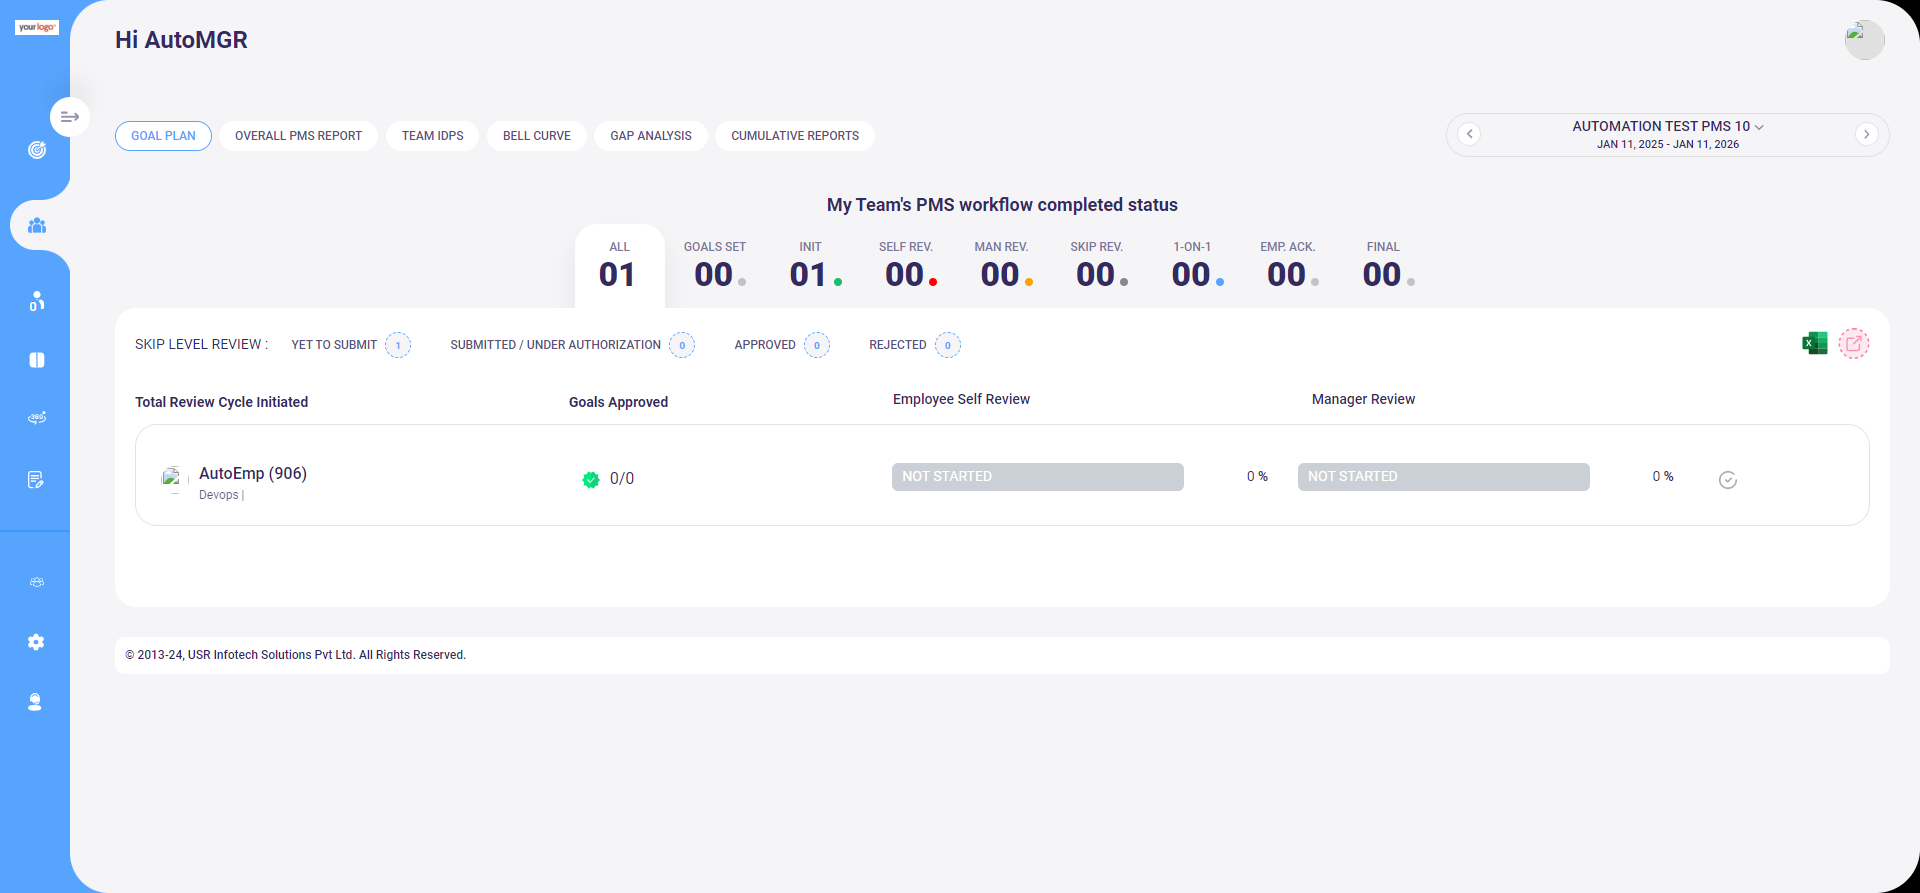 yourlogo
Hi AutoMGR
GOAL PLAN
OVERALL PMS REPORT
TEAM IDPS
BELL CURVE
GAP ANALYSIS
CUMULATIVE REPORTS
AUTOMATION TEST PMS 10
JAN 11, 2025 - JAN 11, 2026
My Team's PMS workflow completed status
ALL
01
GOALS SET
00
INIT
01
SELF REV.
00
MAN REV.
00
SKIP REV.
00
1-ON-1
00
EMP. ACK.
00
FINAL
00
SKIP LEVEL REVIEW :
YET TO SUBMIT 1
SUBMITTED / UNDER AUTHORIZATION 0
APPROVED 0
REJECTED 0
Total Review Cycle Initiated
Goals Approved
Employee Self Review
Manager Review
AutoEmp (906)
Devops |
0/0
NOT STARTED
0 %
NOT STARTED
0 %
360
© 2013-24, USR Infotech Solutions Pvt Ltd. All Rights Reserved.